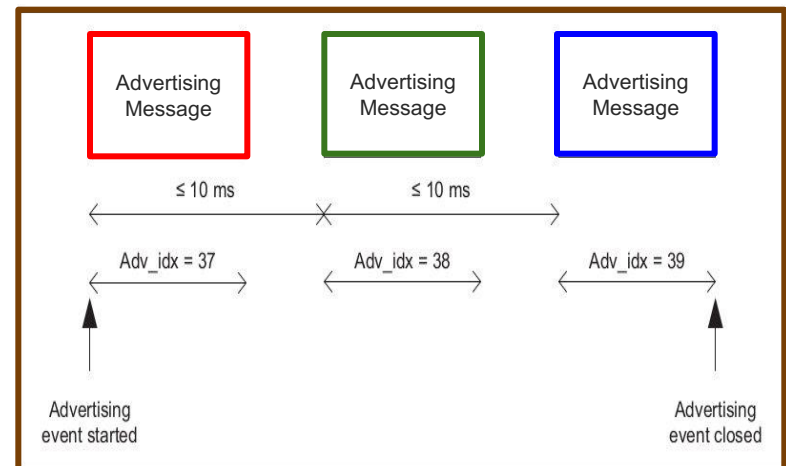 Advertising
Message
Advertising
Message
Advertising
Message
≤ 10 ms
≤ 10 ms
Adv_idx = 37
Adv_idx = 38
Adv_idx = 39
Advertising
event started
Advertising
event closed